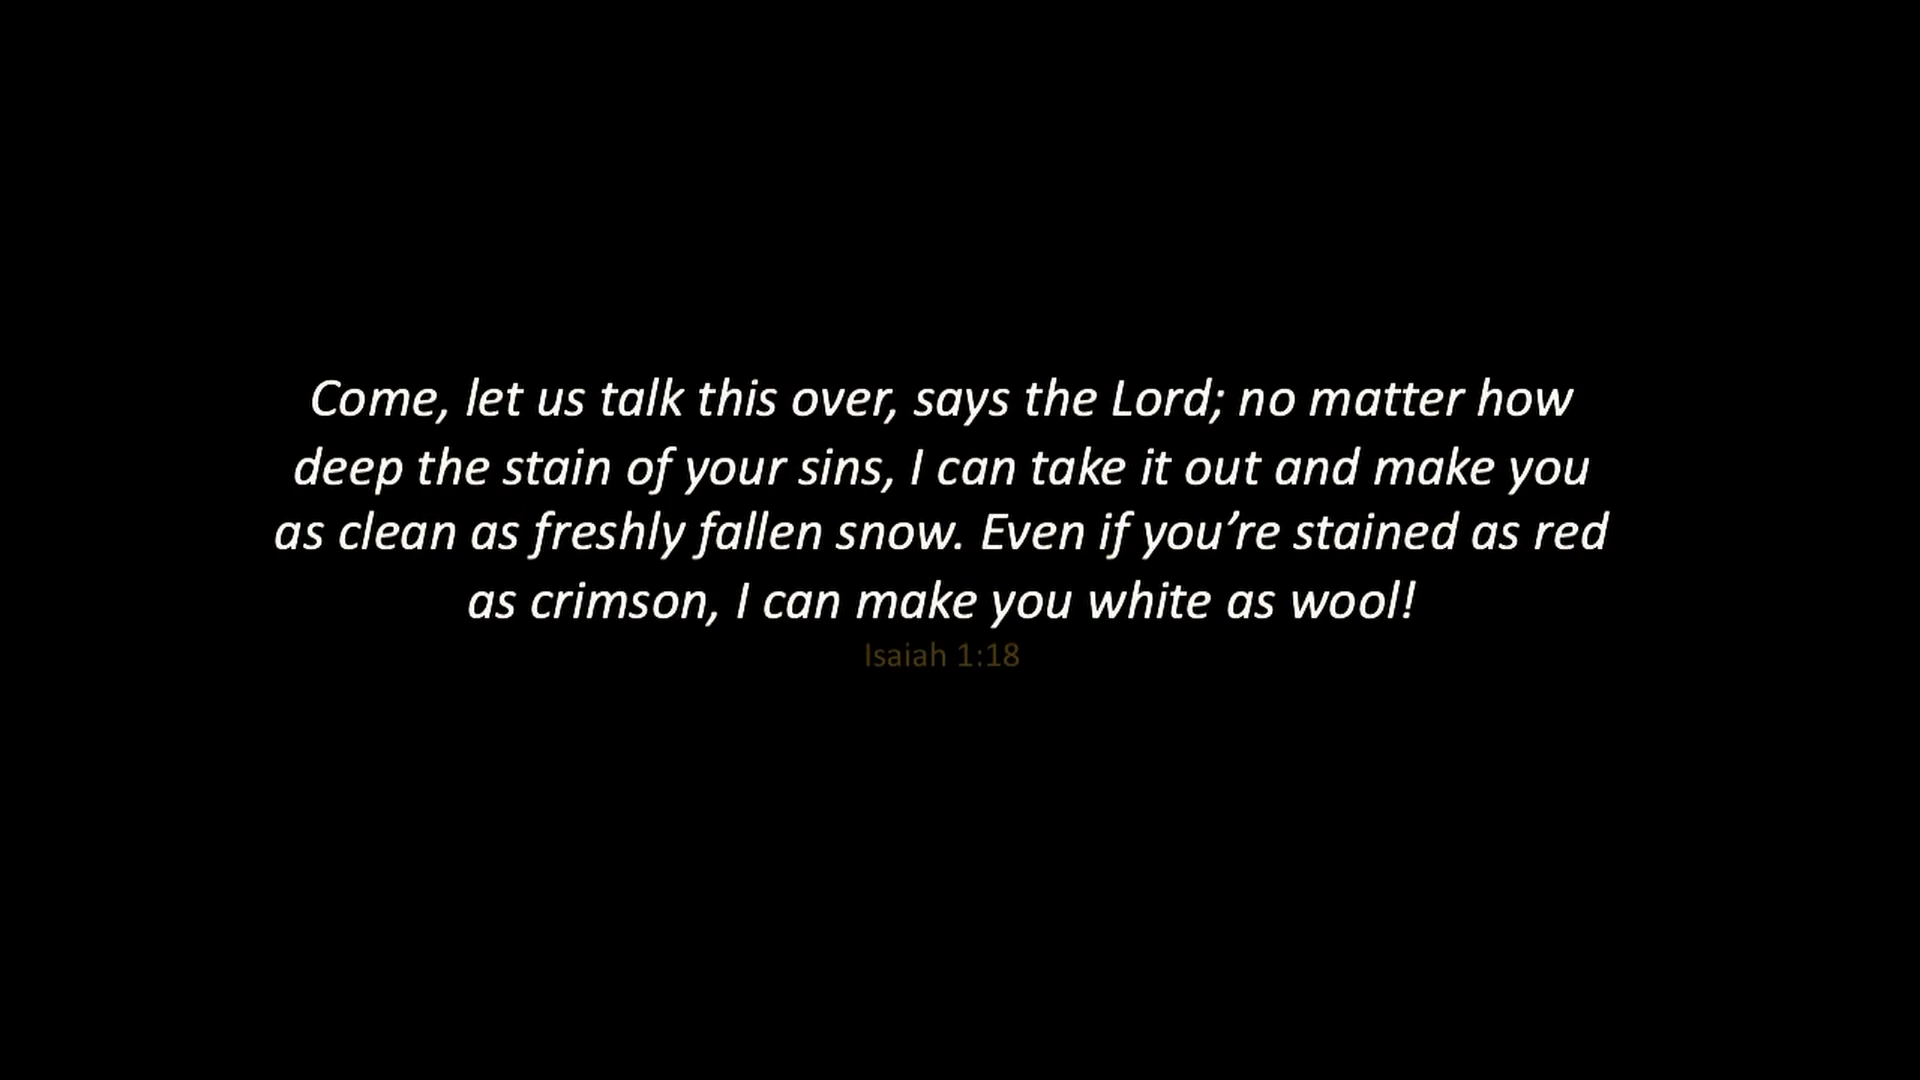 Come, let us talk this over, says the Lord; no matter how
deep the stain of your sins, I can take it out and make you
as clean as freshly fallen snow. Even if you’re stained as red
as crimson, I can make you white as wool!
Isaiah 1:18